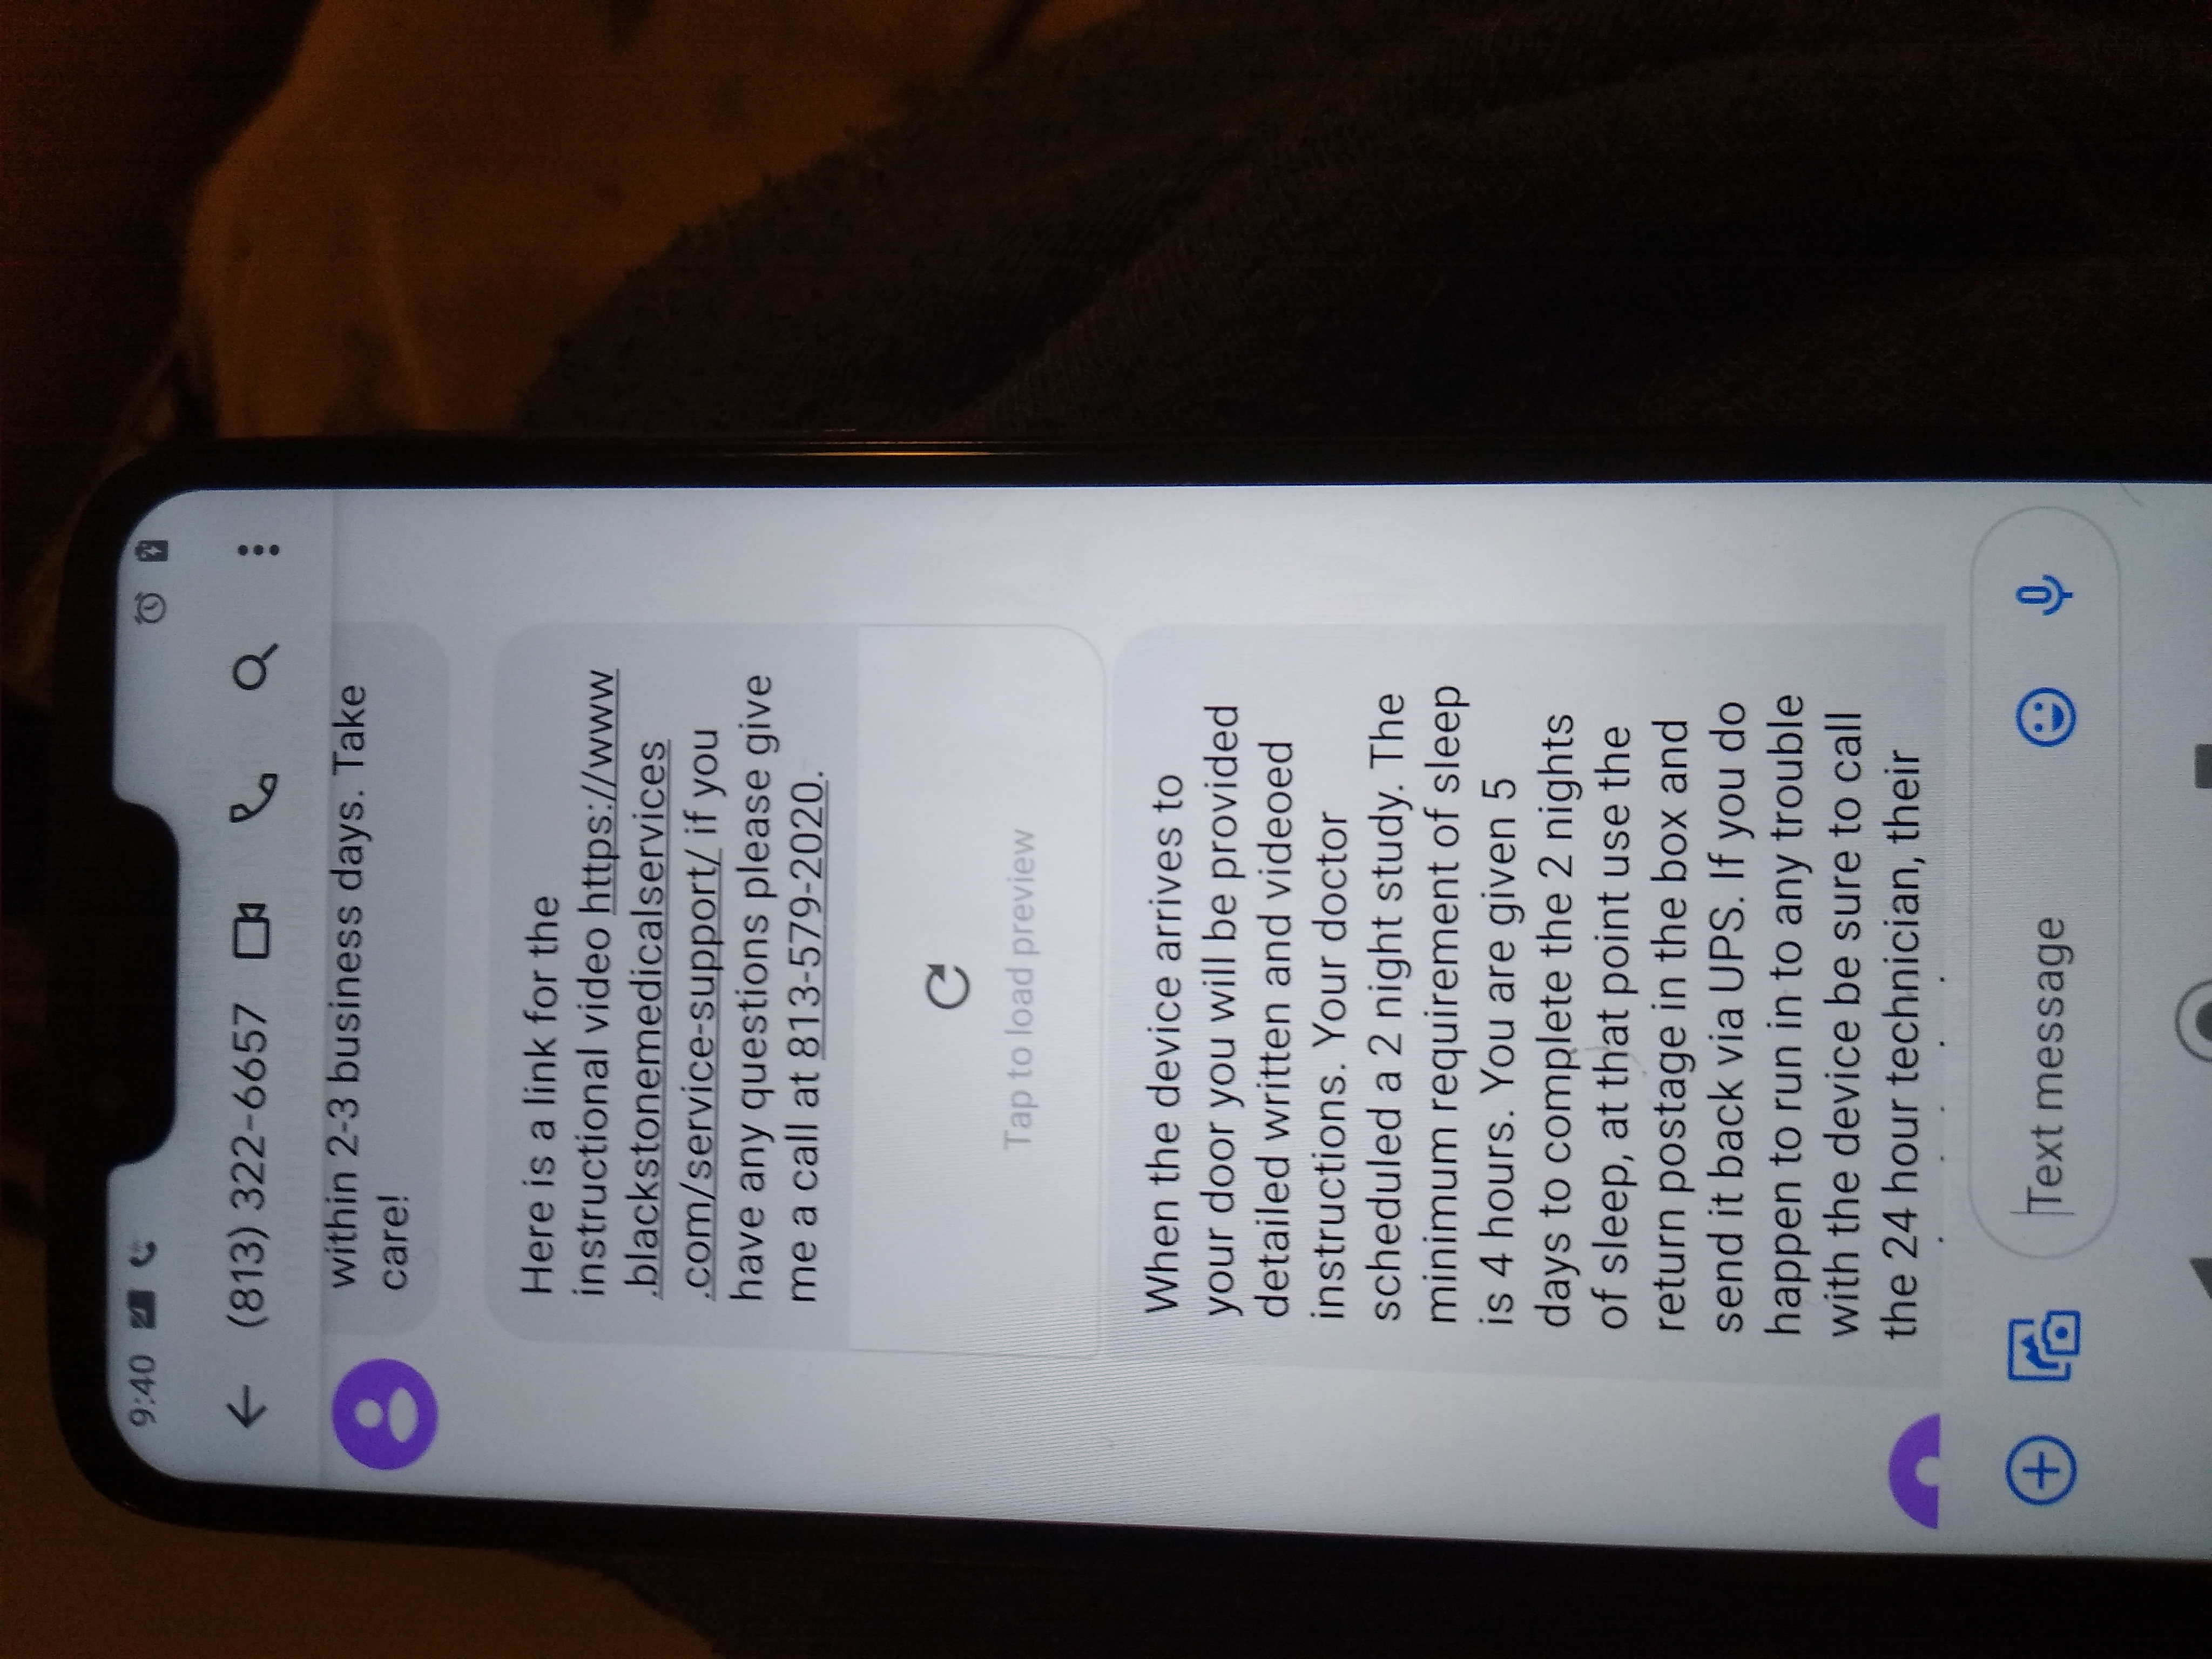 9:40
(813) 322-6657
within 2-3 business days. Take
care!
Here is a link for the
instructional video https://www
.blackstonemedicalservices
.com/service-support/ if you
have any questions please give
me a call at 813-579-2020.
Tap to load preview
When the device arrives to
your door you will be provided
detailed written and videoed
instructions. Your doctor
scheduled a 2 night study. The
minimum requirement of sleep
is 4 hours. You are given 5
days to complete the 2 nights
of sleep, at that point use the
return postage in the box and
send it back via UPS. If you do
happen to run in to any trouble
with the device be sure to call
the 24 hour technician, their
Text message